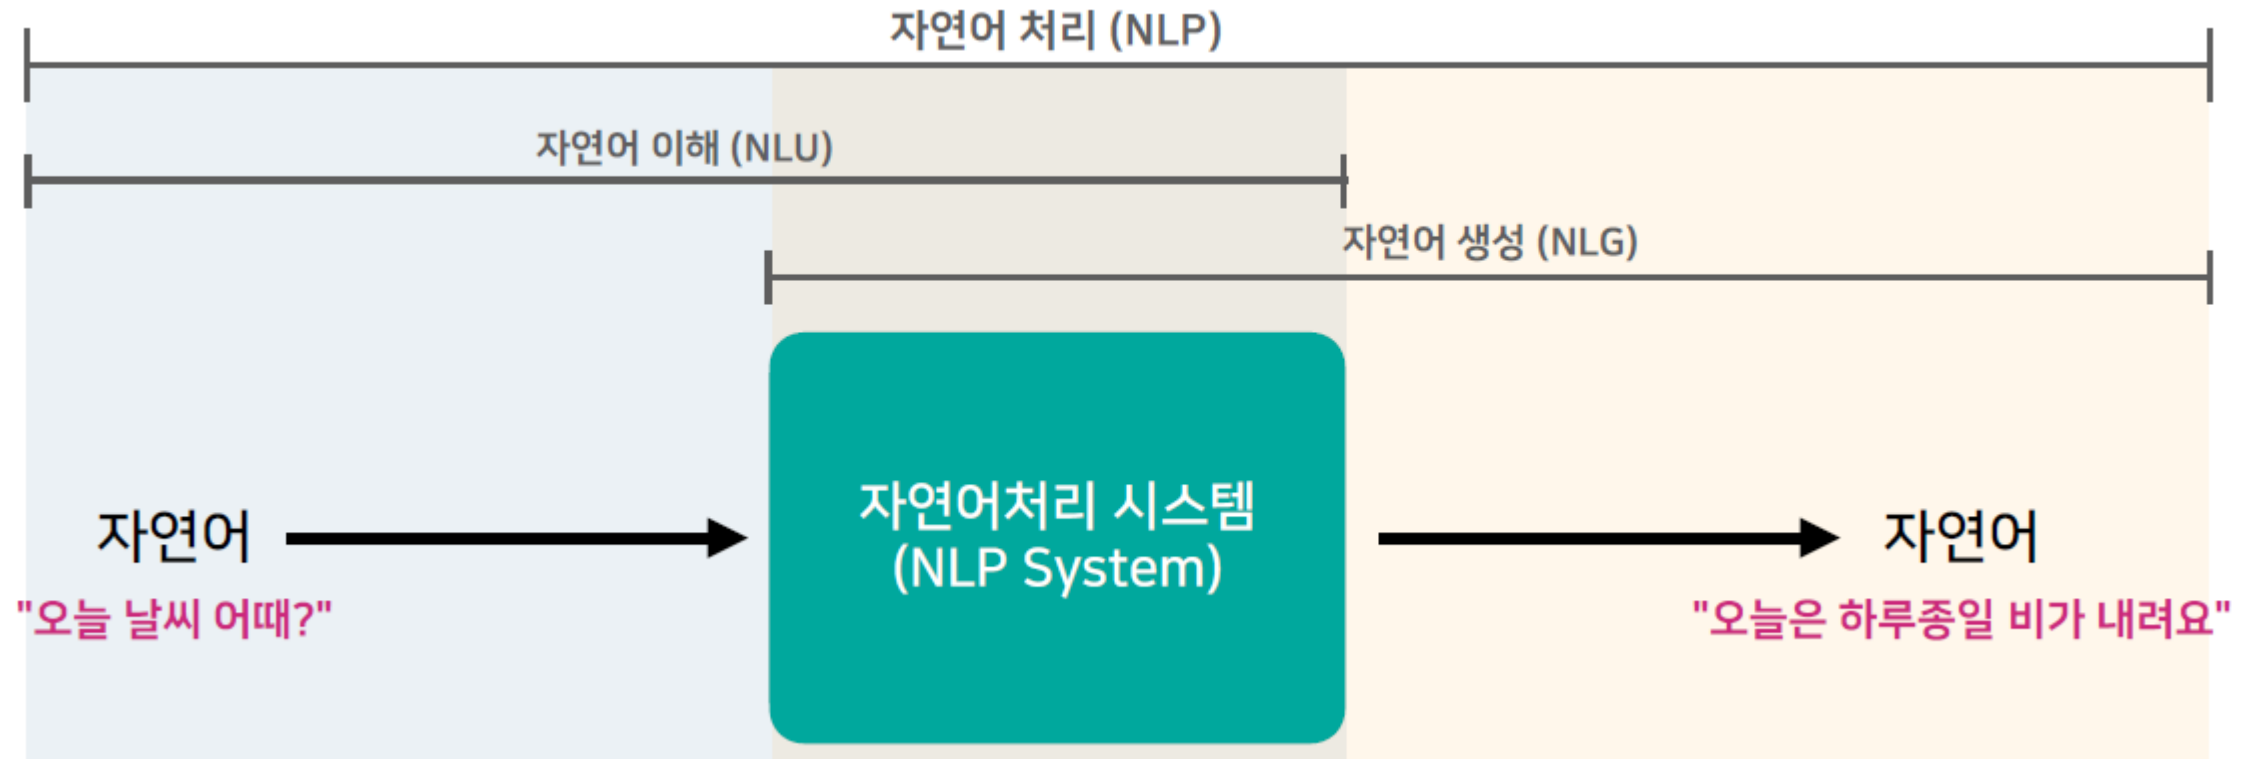 자연어 처리 (NLP)
자연어 이해 (NLU)
자연어 생성 (NLG)
자연어
"오늘 날씨 어때?"
자연어처리 시스템
(NLP System)
자연어
"오늘은 하루종일 비가 내려요"